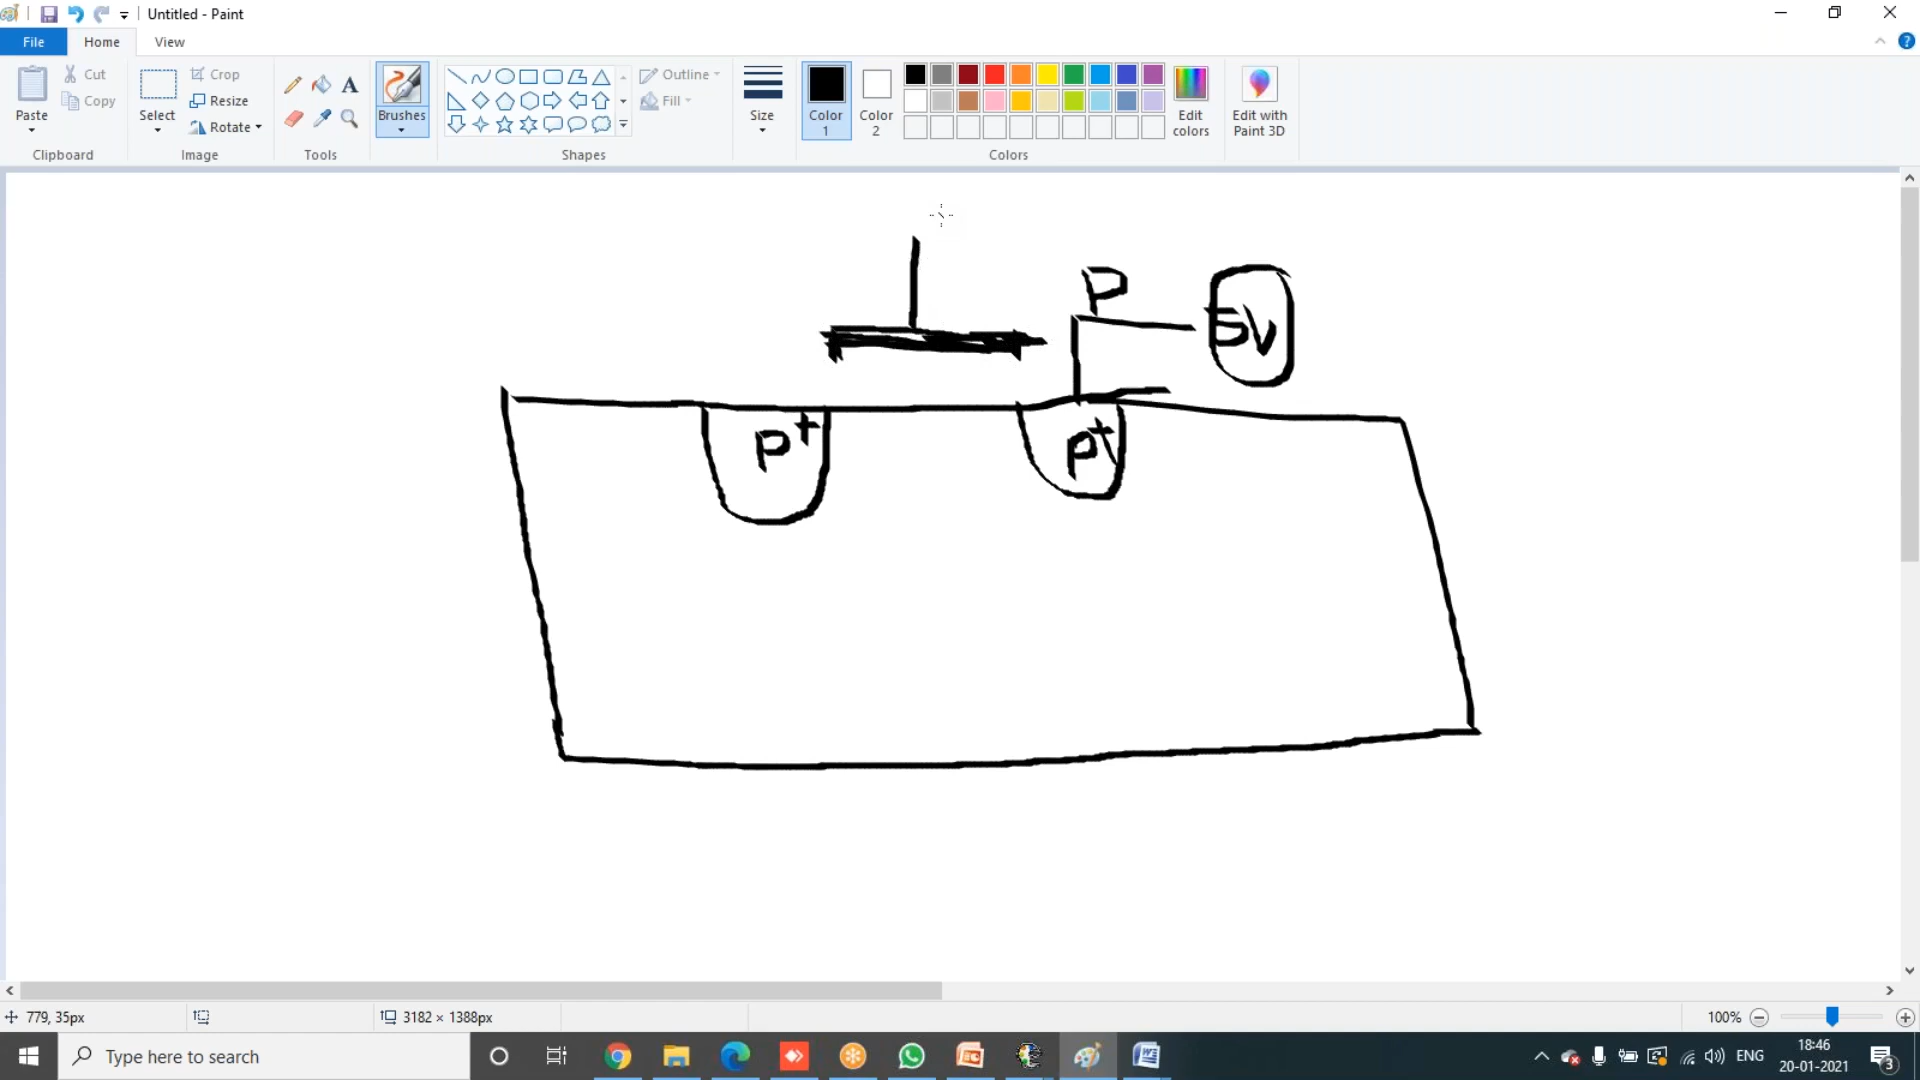 Untitled - Paint
File Home View
Paste
Cut
Copy
Clipboard
Select
Crop
Resize
Rotate
Image
Tools
Brushes
Shapes
Outline
Fill
Size
Color 1
Color 2
Colors
Edit colors
Edit with Paint 3D
P
5V
P+
P+
779, 35px
3182 × 1388px
100%
Type here to search
ENG
18:46
20-01-2021
3